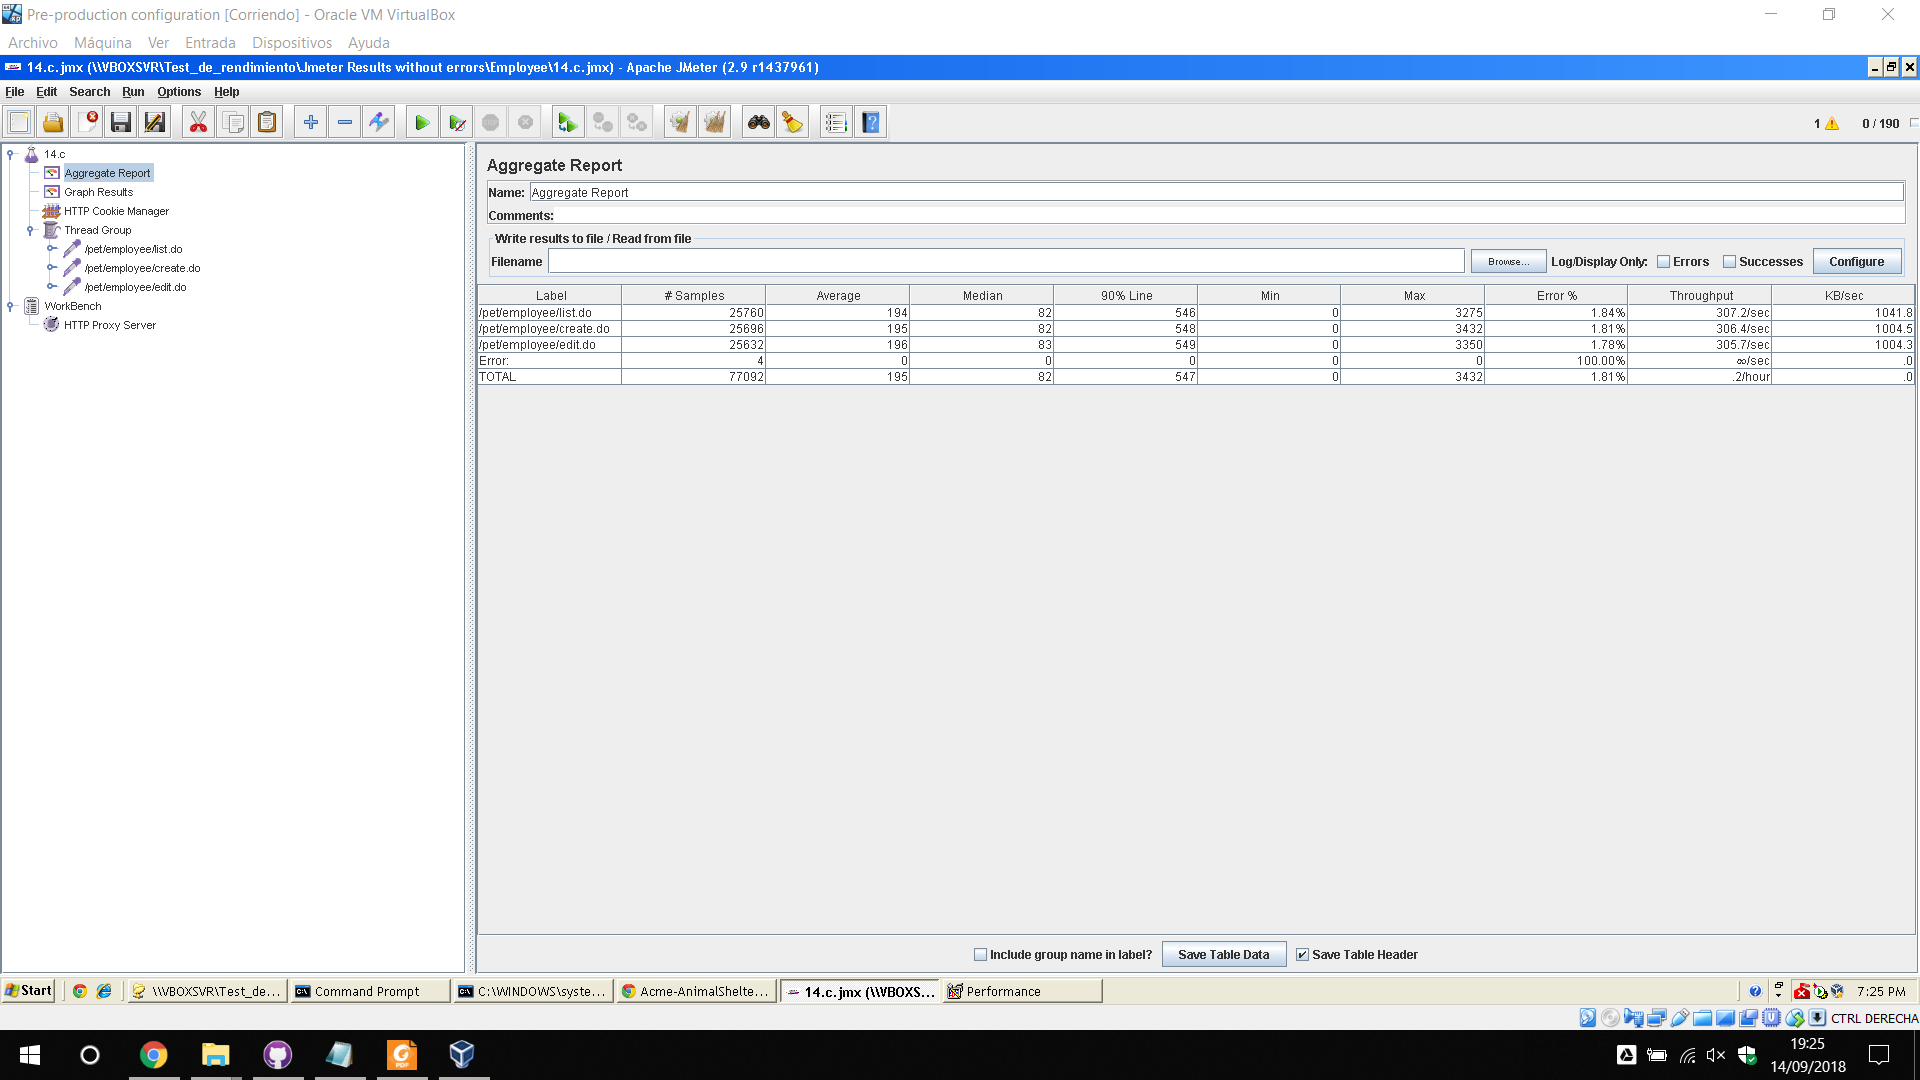 Pre-production configuration [Corriendo] - Oracle VM VirtualBox
Archivo Máquina Ver Entrada Dispositivos Ayuda
14.c.jmx (\\VBOXSVR\Test_de_rendimiento\Jmeter Results without errors\Employee\14.c.jmx) - Apache JMeter (2.9 r1437961)
File Edit Search Run Options Help
1 0 / 190
14.c
Aggregate Report
Graph Results
HTTP Cookie Manager
Thread Group
/pet/employee/list.do
/pet/employee/create.do
/pet/employee/edit.do
WorkBench
HTTP Proxy Server
Aggregate Report
Name: Aggregate Report
Comments:
Write results to file / Read from file
Filename Browse... Log/Display Only: Errors Successes Configure
Label # Samples Average Median 90% Line Min Max Error % Throughput KB/sec
/pet/employee/list.do 25760 194 82 546 0 3275 1.84% 307.2/sec 1041.8
/pet/employee/create.do 25696 195 82 548 0 3432 1.81% 306.4/sec 1004.5
/pet/employee/edit.do 25632 196 83 549 0 3350 1.78% 305.7/sec 1004.3
Error: 4 0 0 0 0 0 100.00% ∞/sec .0
TOTAL 77092 195 82 547 0 3432 1.81% .2/hour .0
Include group name in label? Save Table Data Save Table Header
Start \\VBOXSVR\Test_de... Command Prompt C:\WINDOWS\syste... Acme-AnimalShelte... 14.c.jmx (\\VBOXS... Performance 7:25 PM
CTRL DERECHA
19:25
14/09/2018